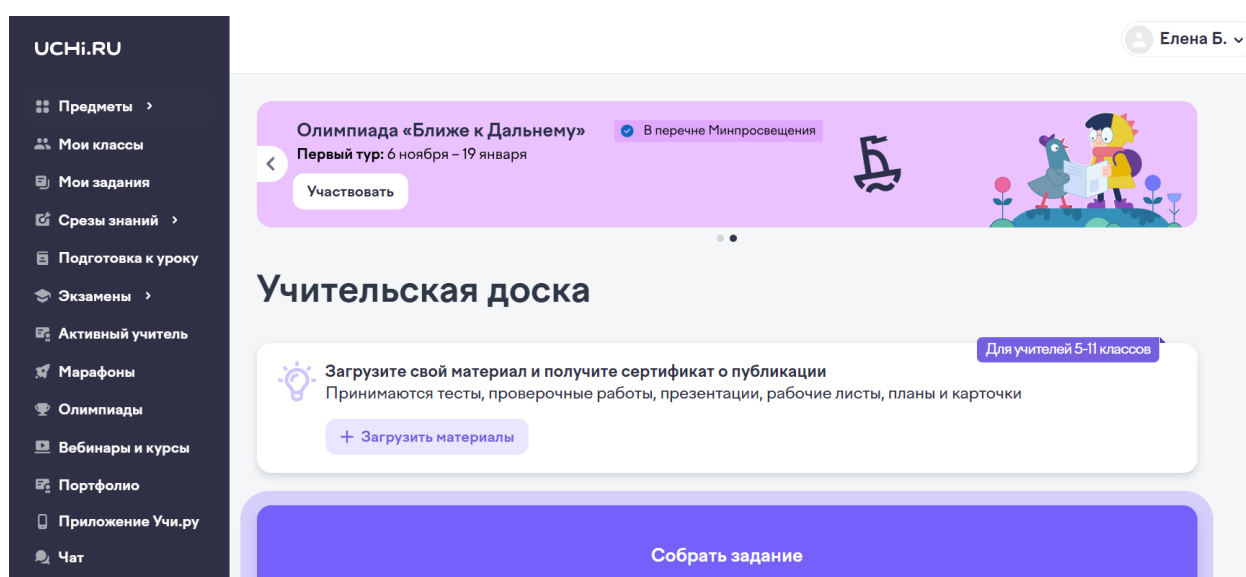 UCHi.RU
Елена Б.
Предметы
Мои классы
Мои задания
Срезы знаний
Подготовка к уроку
Экзамены
Активный учитель
Марафоны
Олимпиады
Вебинары и курсы
Портфолио
Приложение Учи.ру
Чат
Олимпиада «Ближе к Дальнему»
В перечне Минпросвещения
Первый тур: 6 ноября – 19 января
Участвовать
Учительская доска
Для учителей 5-11 классов
Загрузите свой материал и получите сертификат о публикации
Принимаются тесты, проверочные работы, презентации, рабочие листы, планы и карточки
+ Загрузить материалы
Собрать задание